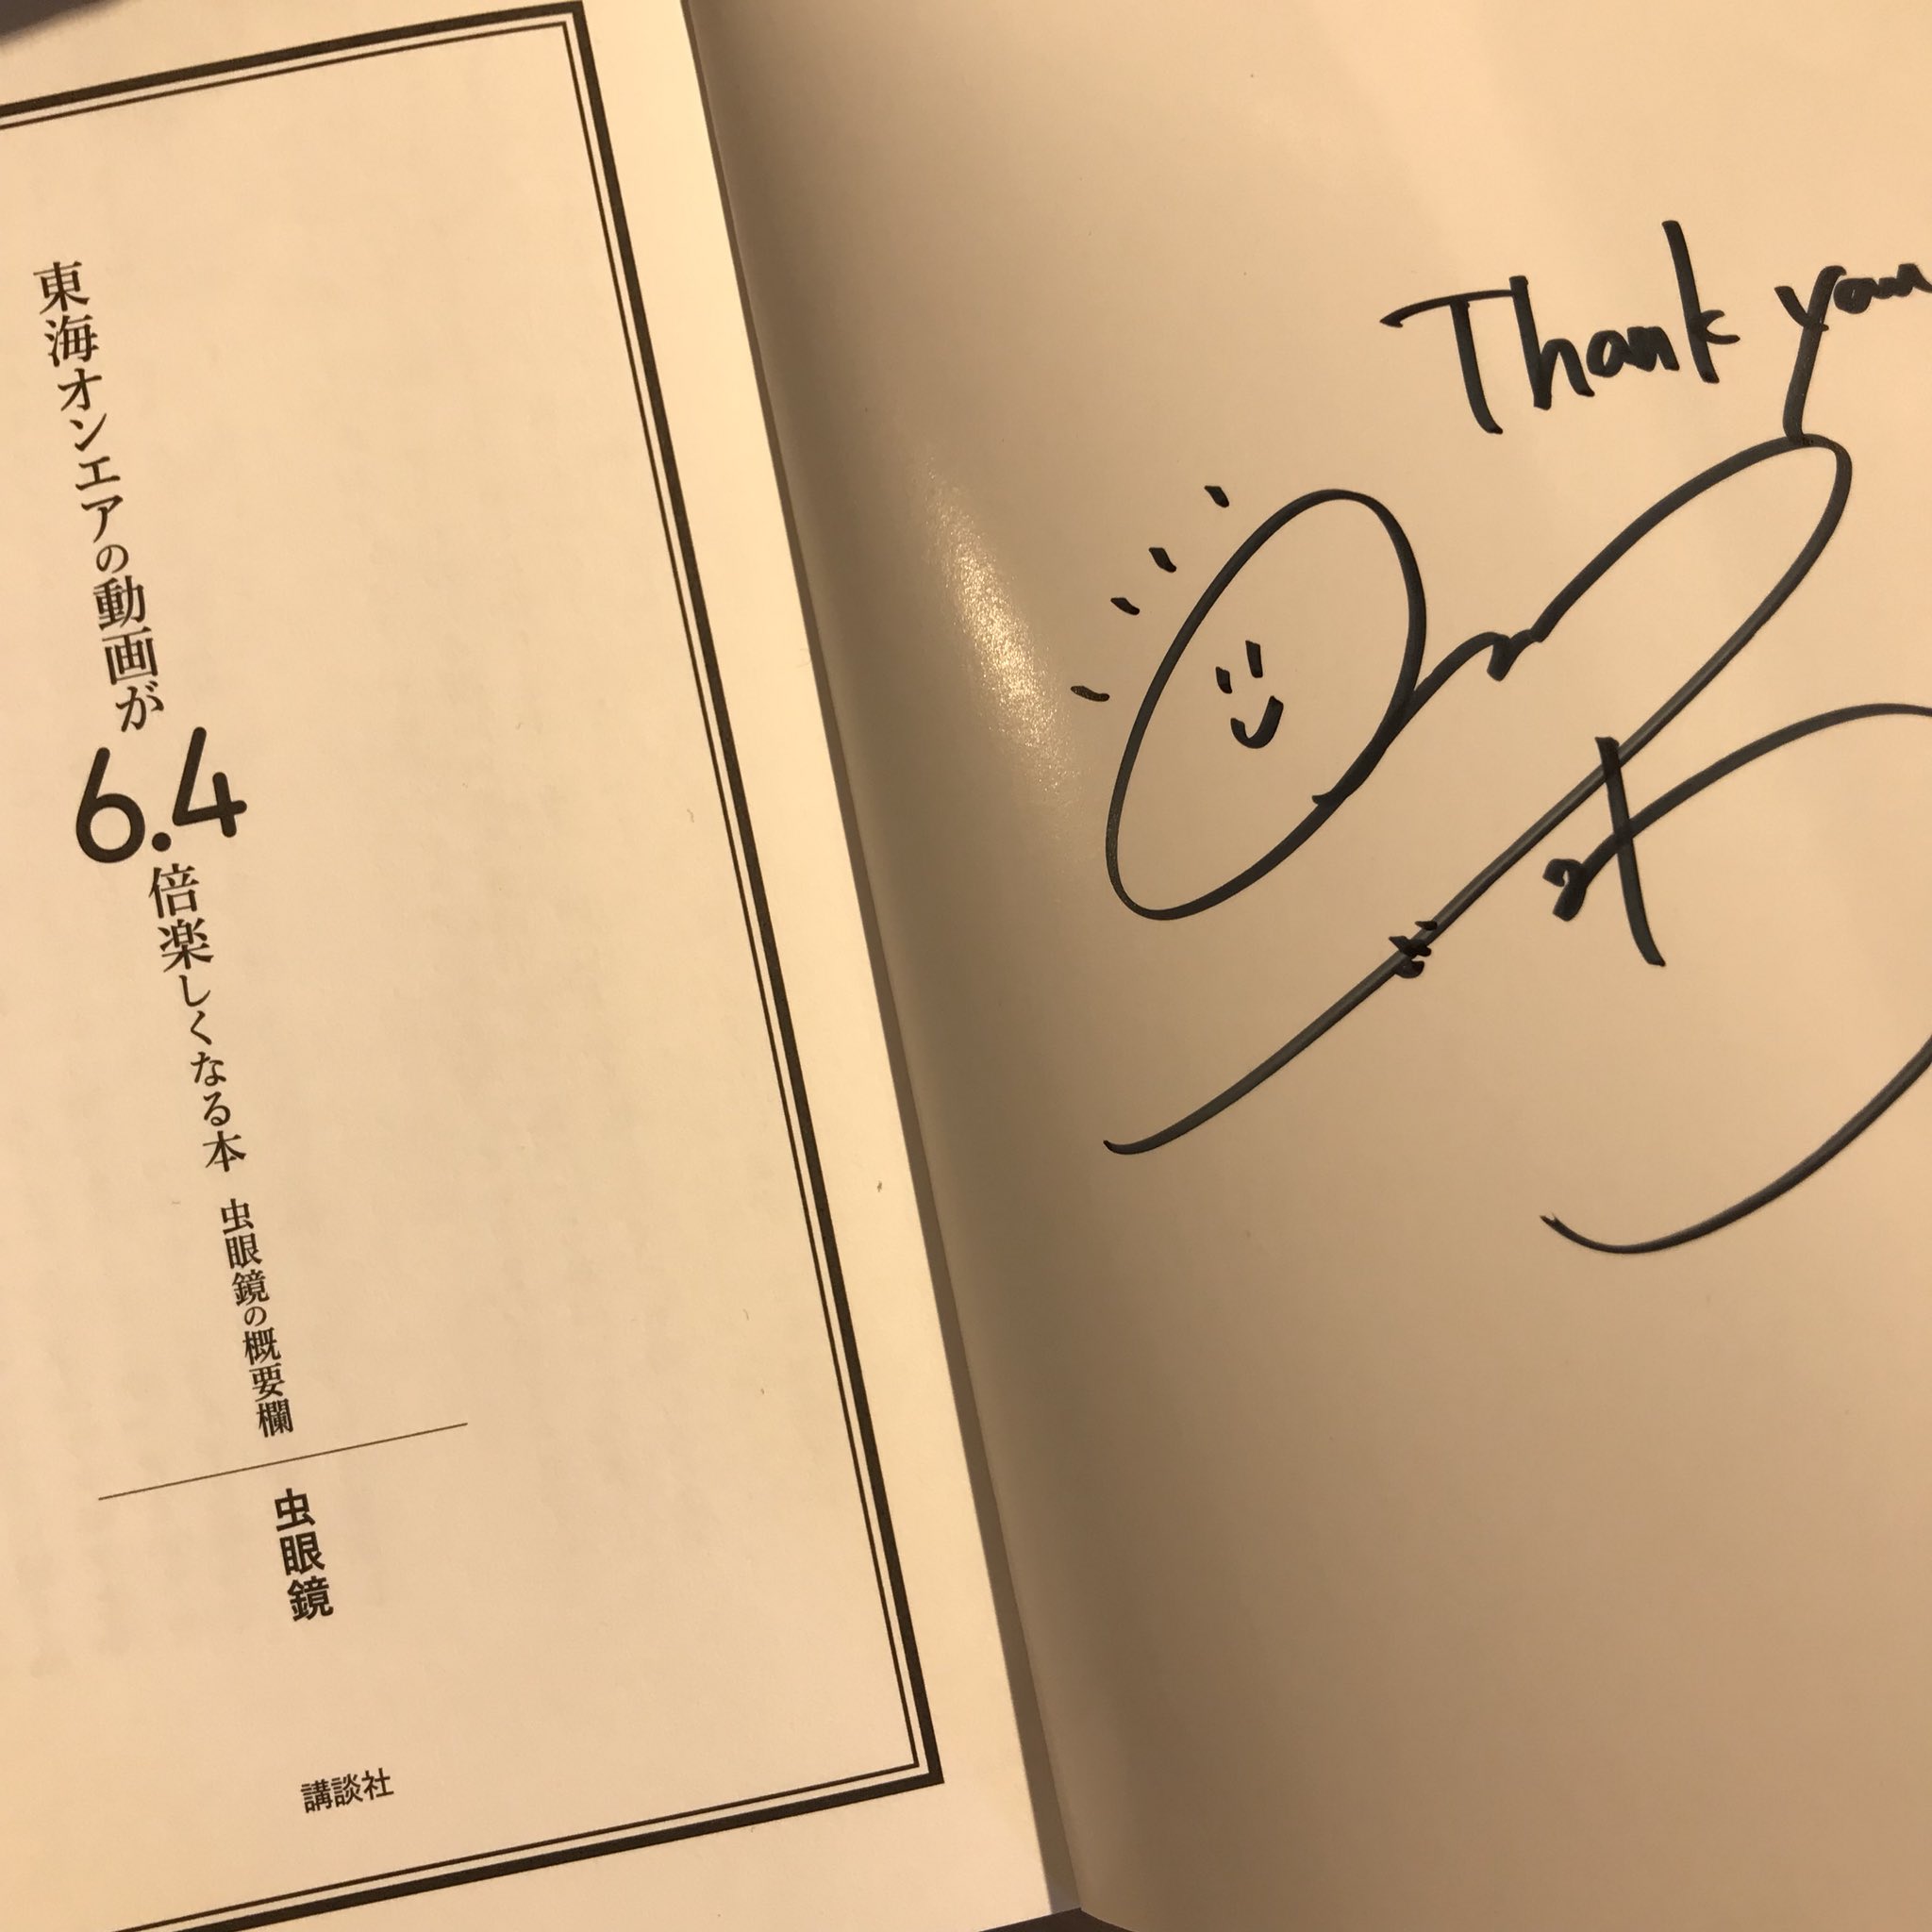 東海オンエアの動画が6.4倍楽しくなる本 虫眼鏡の概要欄
虫眼鏡
講談社
Thank you